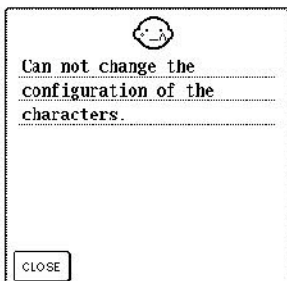 Can not change the
configuration of the
characters.
CLOSE